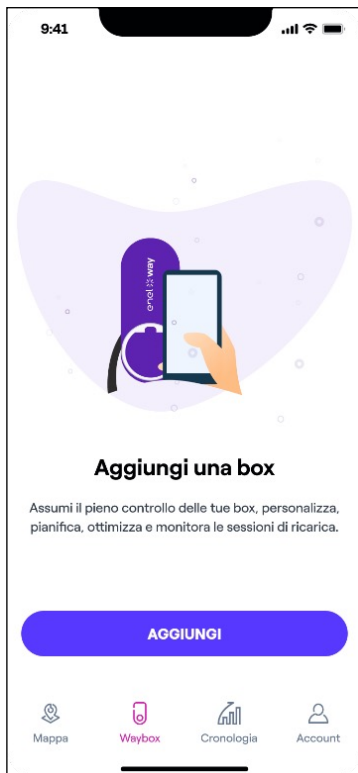 9:41
enel x way
Aggiungi una box
Assumi il pieno controllo delle tue box, personalizza,
pianifica, ottimizza e monitora le sessioni di ricarica.
AGGIUNGI
Mappa
Waybox
Cronologia
Account